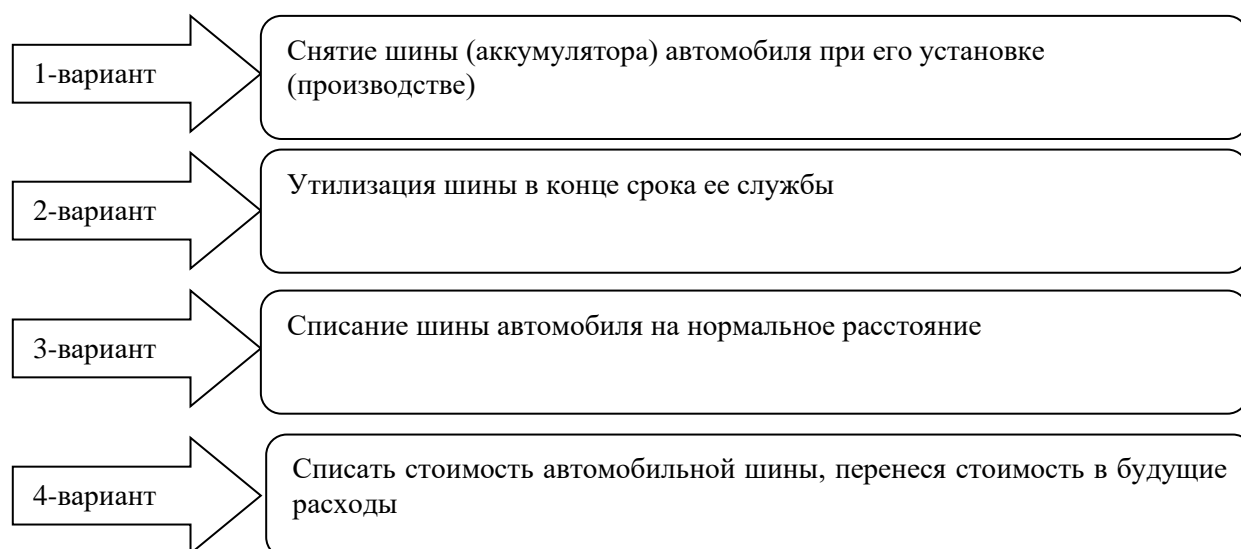 1-вариант
Снятие шины (аккумулятора) автомобиля при его установке
(производстве)
2-вариант
Утилизация шины в конце срока ее службы
3-вариант
Списание шины автомобиля на нормальное расстояние
4-вариант
Списать стоимость автомобильной шины, перенеся стоимость в будущие
расходы